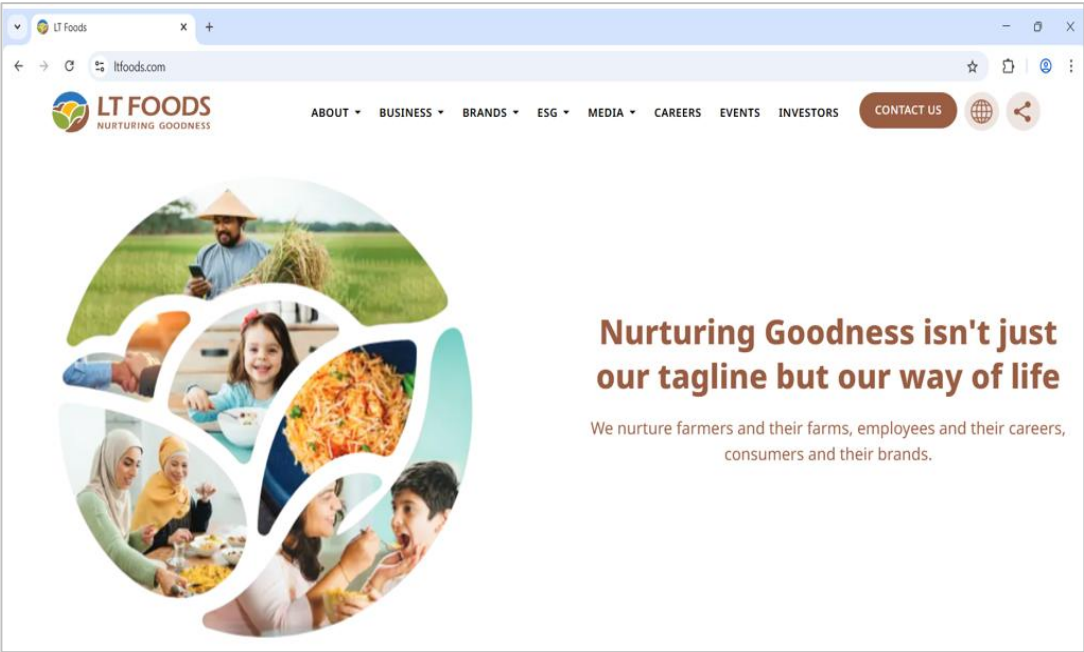 LT Foods
ltfoods.com
LT FOODS
NURTURING GOODNESS
ABOUT BUSINESS BRANDS ESG MEDIA CAREERS EVENTS INVESTORS CONTACT US
Nurturing Goodness isn't just
our tagline but our way of life
We nurture farmers and their farms, employees and their careers,
consumers and their brands.